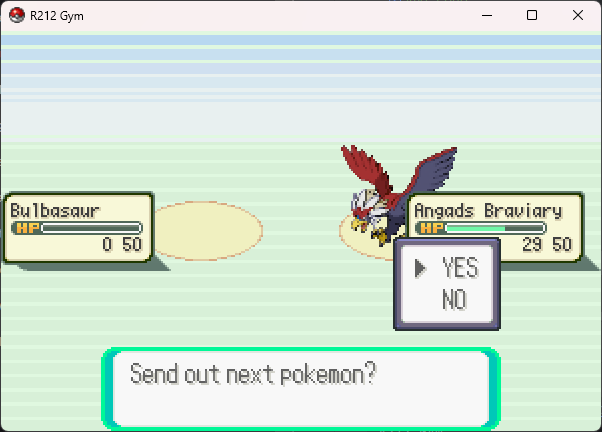 R212 Gym
Bulbasaur
HP
0 50
Angads Braviary
HP
29 50
YES
NO
Send out next pokemon?